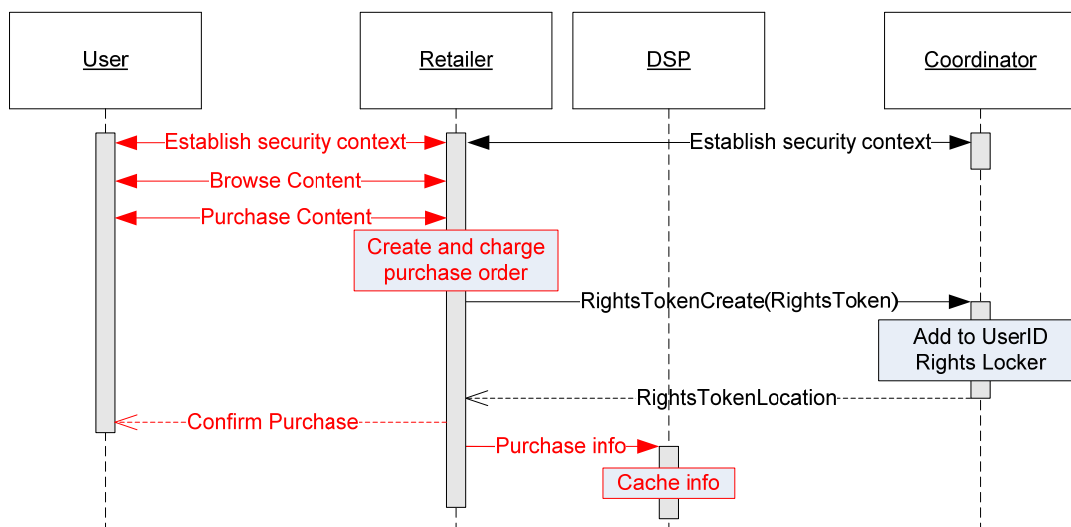 User
Retailer
DSP
Coordinator
Establish security context
Establish security context
Browse Content
Purchase Content
Create and charge
purchase order
RightsTokenCreate(RightsToken)
Add to UserID
Rights Locker
RightsTokenLocation
Confirm Purchase
Purchase info
Cache info